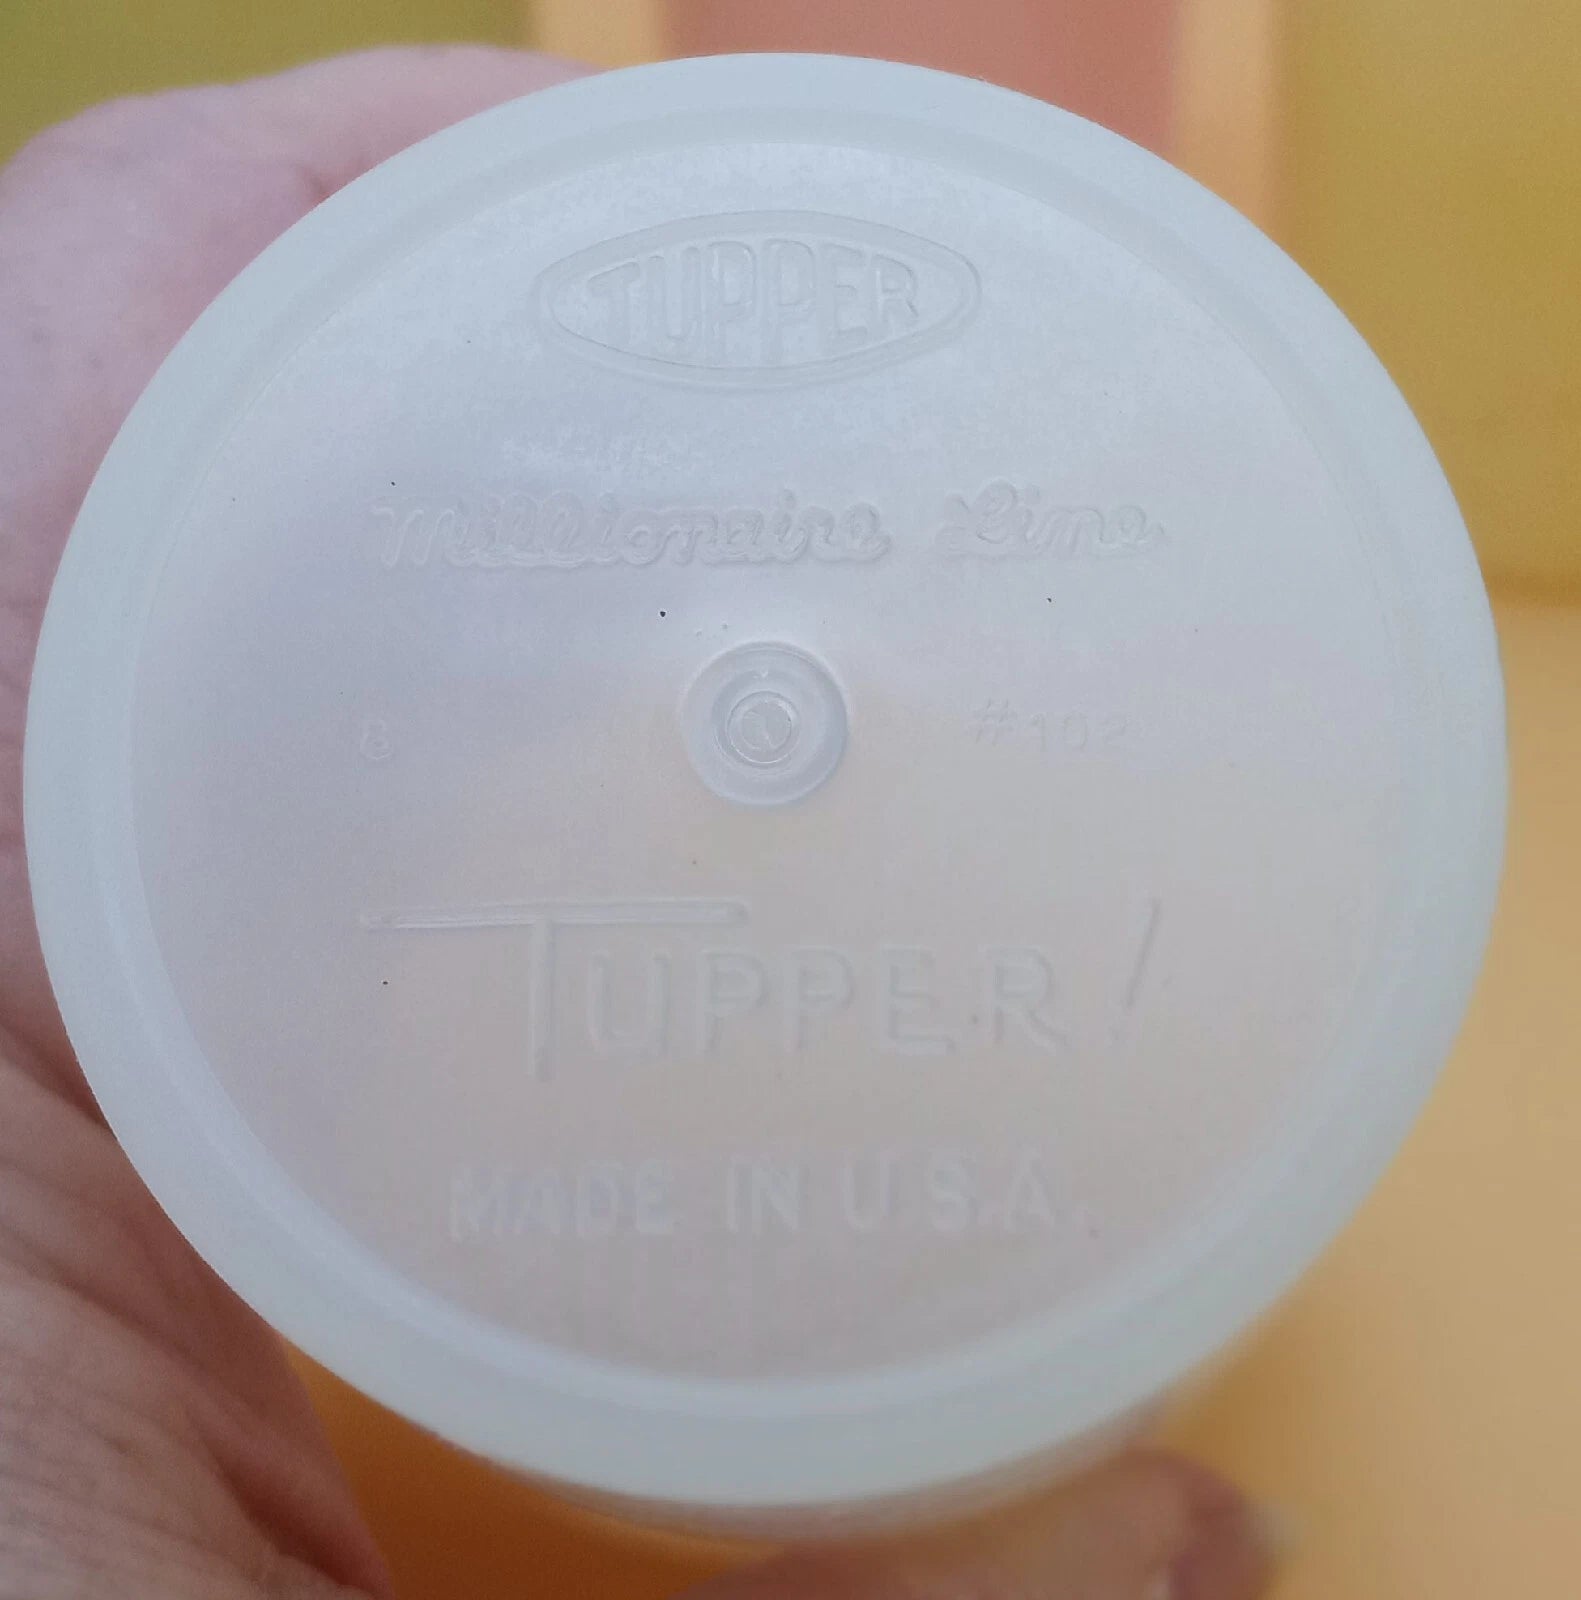 TUPPER
Millionaire Line
8 #102
TUPPER!
MADE IN U.S.A.